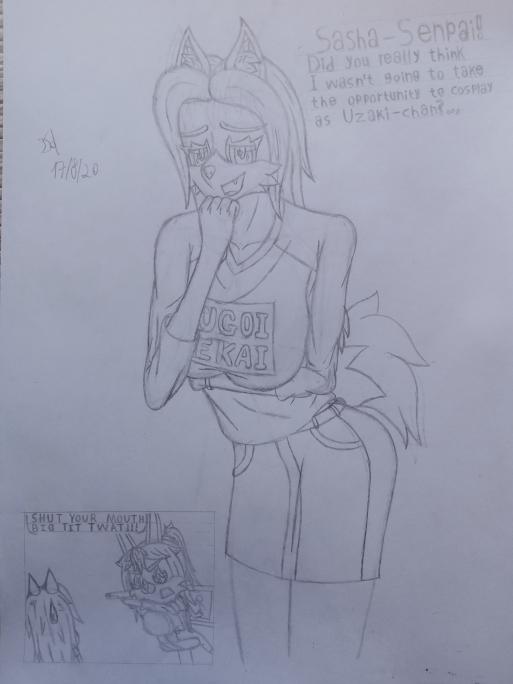 Sasha-Senpai!
Did you really think
I wasn't going to take
the opportunity to cosplay
as Uzaki-chan?...
17/8/20
UGOI
EKAI
SHUT YOUR MOUTH
BIG TIT TWAT!!!